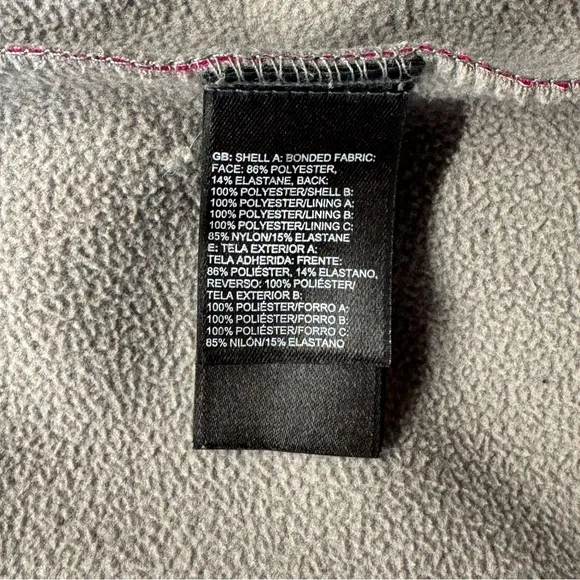 GB: SHELL A: BONDED FABRIC:
FACE: 86% POLYESTER,
14% ELASTANE, BACK:
100% POLYESTER/SHELL B:
100% POLYESTER/LINING A:
100% POLYESTER/LINING B:
100% POLYESTER/LINING C:
85% NYLON/15% ELASTANE
E: TELA EXTERIOR A:
TELA ADHERIDA: FRENTE:
86% POLIÉSTER, 14% ELASTANO,
REVERSO: 100% POLIÉSTER/
TELA EXTERIOR B:
100% POLIÉSTER/FORRO A:
100% POLIÉSTER/FORRO B:
100% POLIÉSTER/FORRO C:
85% NILÓN/15% ELASTANO